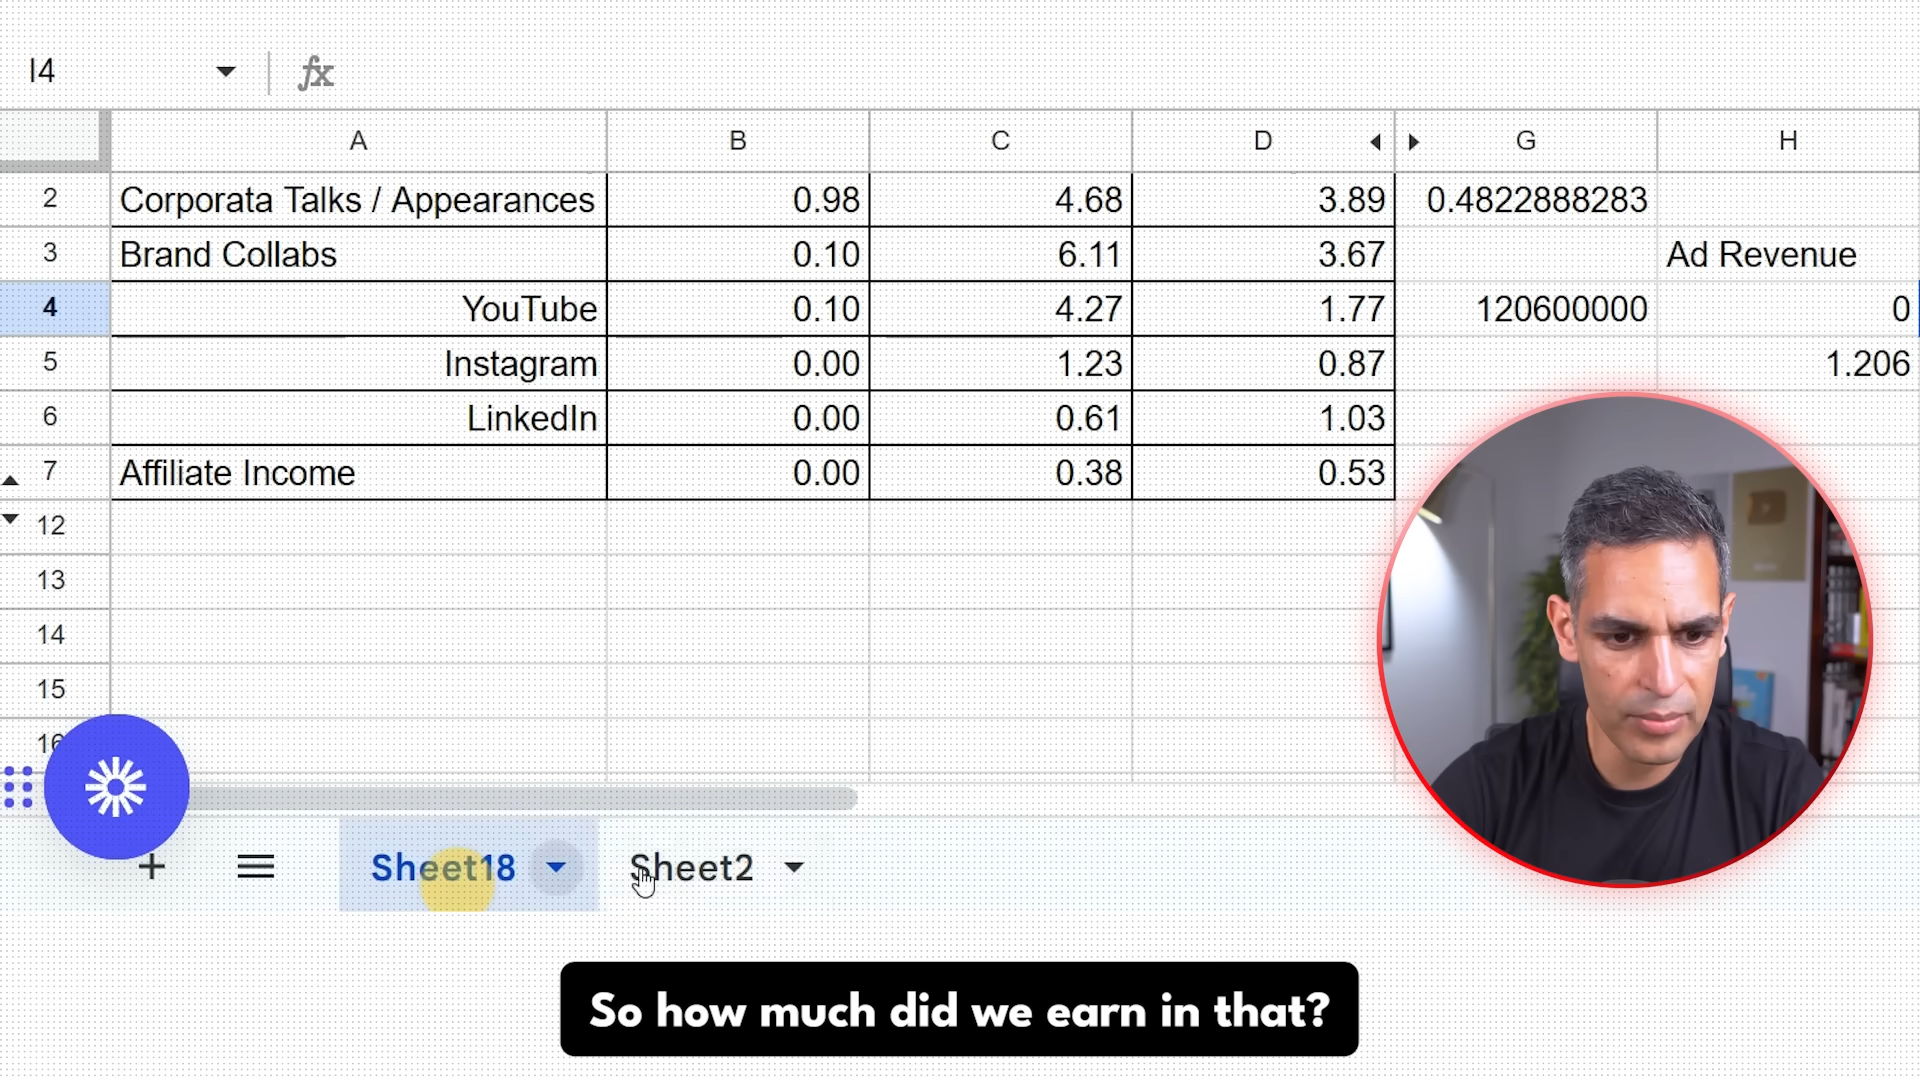 I4 fx
A B C D G H
2 Corporata Talks / Appearances 0.98 4.68 3.89 0.4822888283
3 Brand Collabs 0.10 6.11 3.67 Ad Revenue
4 YouTube 0.10 4.27 1.77 120600000 0
5 Instagram 0.00 1.23 0.87 1.206
6 LinkedIn 0.00 0.61 1.03
7 Affiliate Income 0.00 0.38 0.53
12
13
14
15
16
+ Sheet18 Sheet2
So how much did we earn in that?